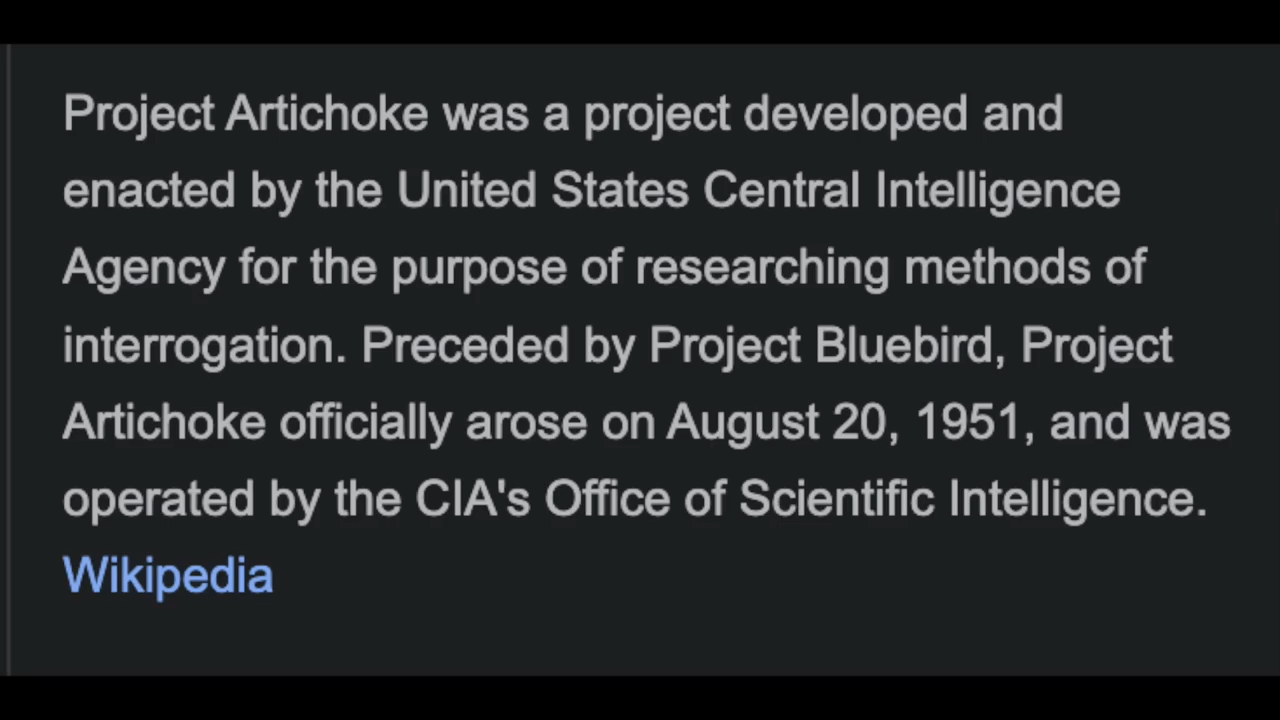 Project Artichoke was a project developed and
enacted by the United States Central Intelligence
Agency for the purpose of researching methods of
interrogation. Preceded by Project Bluebird, Project
Artichoke officially arose on August 20, 1951, and was
operated by the CIA's Office of Scientific Intelligence.
Wikipedia